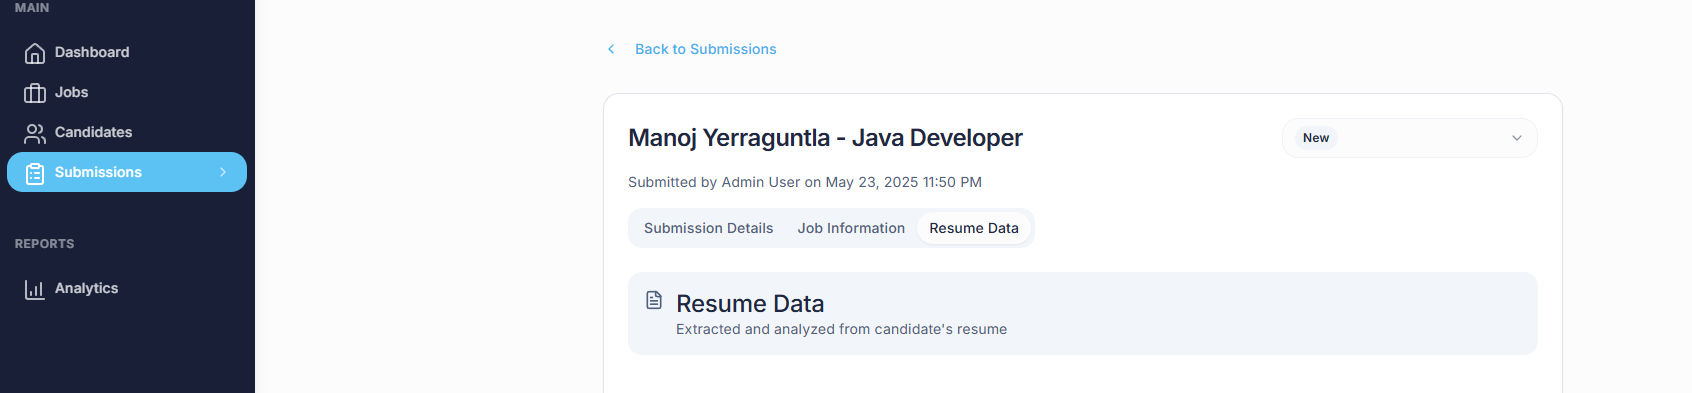 MAIN
Dashboard
Jobs
Candidates
Submissions
REPORTS
Analytics
Back to Submissions
Manoj Yerraguntla - Java Developer
New
Submitted by Admin User on May 23, 2025 11:50 PM
Submission Details Job Information Resume Data
Resume Data
Extracted and analyzed from candidate's resume